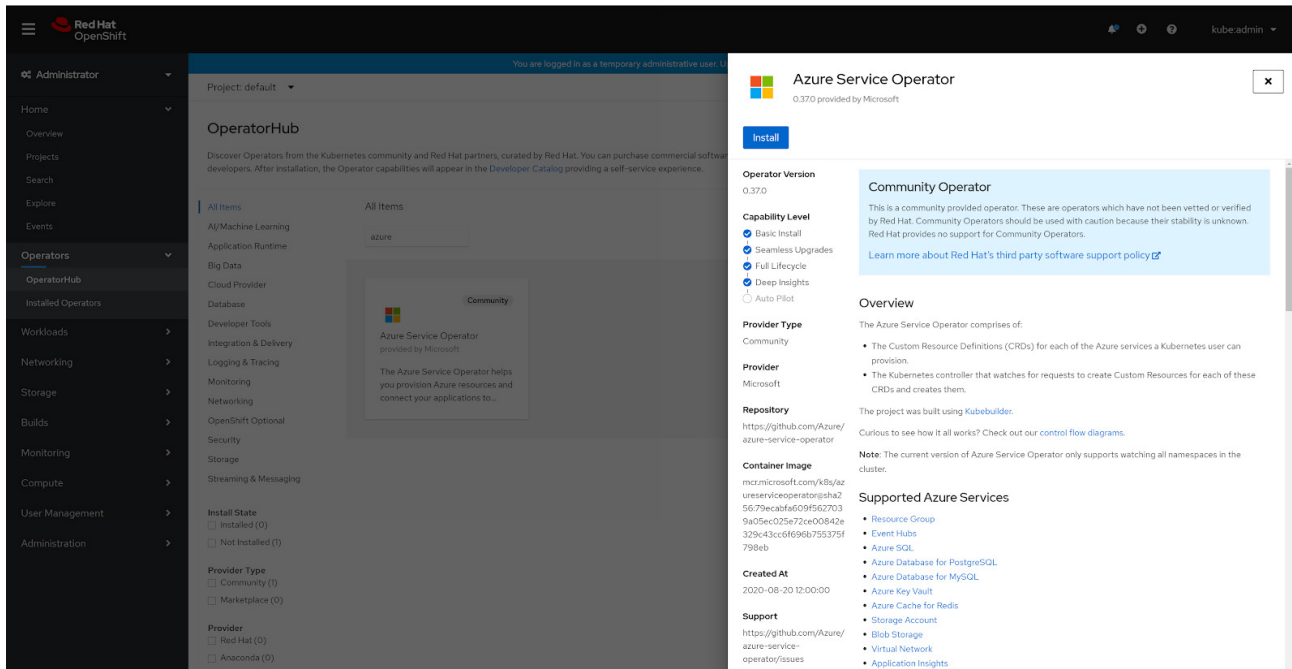 Red Hat
OpenShift
kube:admin
Administrator
Home
Overview
Projects
Search
Explore
Events
Operators
OperatorHub
Installed Operators
Workloads
Networking
Storage
Builds
Monitoring
Compute
User Management
Administration
You are logged in as a temporary administrative user. U
Project: default
OperatorHub
Discover Operators from the Kubernetes community and Red Hat partners, curated by Red Hat. You can purchase commercial softwar
developers. After installation, the Operator capabilities will appear in the Developer Catalog providing a self-service experience.
All Items
AI/Machine Learning
Application Runtime
Big Data
Cloud Provider
Database
Developer Tools
Integration & Delivery
Logging & Tracing
Monitoring
Networking
OpenShift Optional
Security
Storage
Streaming & Messaging
Install State
Installed (0)
Not Installed (1)
Provider Type
Community (1)
Marketplace (0)
Provider
Red Hat (0)
Anaconda (0)
All Items
azure
Community
Azure Service Operator
provided by Microsoft
The Azure Service Operator helps
you provision Azure resources and
connect your applications to...
Azure Service Operator
0.37.0 provided by Microsoft
Install
Operator Version
0.37.0
Capability Level
Basic Install
Seamless Upgrades
Full Lifecycle
Deep Insights
Auto Pilot
Provider Type
Community
Provider
Microsoft
Repository
https://github.com/Azure/
azure-service-operator
Container Image
mcr.microsoft.com/k8s/az
ureserviceoperator@sha2
56:79ecabfa609f562703
9a05ec025e72ce00842e
329c43cc6f696b755375f
798eb
Created At
2020-08-20 12:00:00
Support
https://github.com/Azure/
azure-service-
operator/issues
Community Operator
This is a community provided operator. These are operators which have not been vetted or verified
by Red Hat. Community Operators should be used with caution because their stability is unknown.
Red Hat provides no support for Community Operators.
Learn more about Red Hat's third party software support policy
Overview
The Azure Service Operator comprises of:
• The Custom Resource Definitions (CRDs) for each of the Azure services a Kubernetes user can
provision.
• The Kubernetes controller that watches for requests to create Custom Resources for each of these
CRDs and creates them.
The project was built using Kubebuilder.
Curious to see how it all works? Check out our control flow diagrams.
Note: The current version of Azure Service Operator only supports watching all namespaces in the
cluster.
Supported Azure Services
• Resource Group
• Event Hubs
• Azure SQL
• Azure Database for PostgreSQL
• Azure Database for MySQL
• Azure Key Vault
• Azure Cache for Redis
• Storage Account
• Blob Storage
• Virtual Network
• Application Insights